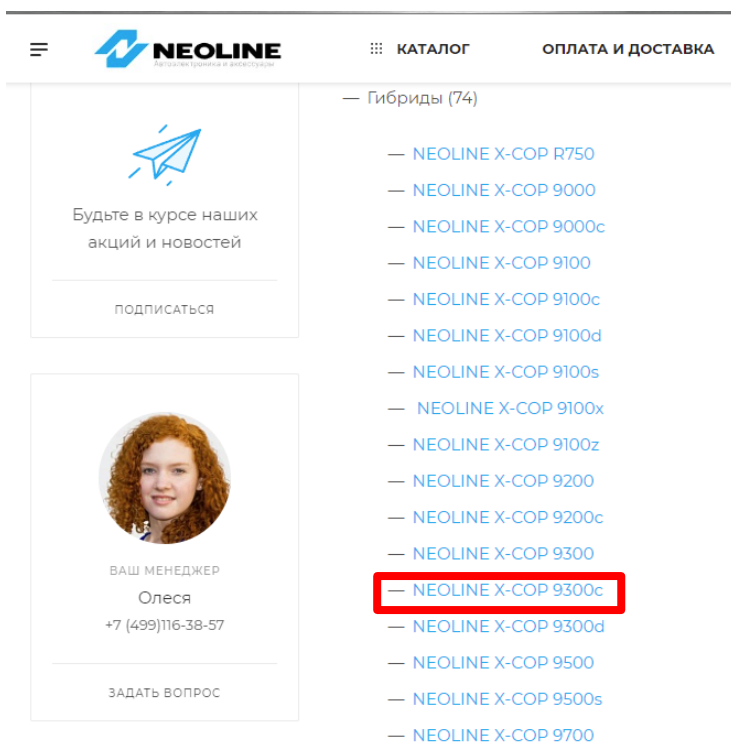 NEOLINE
Автоэлектроника и аксессуары
КАТАЛОГ
ОПЛАТА И ДОСТАВКА
Будьте в курсе наших
акций и новостей
ПОДПИСАТЬСЯ
ВАШ МЕНЕДЖЕР
Олеся
+7 (499)116-38-57
ЗАДАТЬ ВОПРОС
— Гибриды (74)
— NEOLINE X-COP R750
— NEOLINE X-COP 9000
— NEOLINE X-COP 9000c
— NEOLINE X-COP 9100
— NEOLINE X-COP 9100c
— NEOLINE X-COP 9100d
— NEOLINE X-COP 9100s
— NEOLINE X-COP 9100x
— NEOLINE X-COP 9100z
— NEOLINE X-COP 9200
— NEOLINE X-COP 9200c
— NEOLINE X-COP 9300
— NEOLINE X-COP 9300c
— NEOLINE X-COP 9300d
— NEOLINE X-COP 9500
— NEOLINE X-COP 9500s
— NEOLINE X-COP 9700